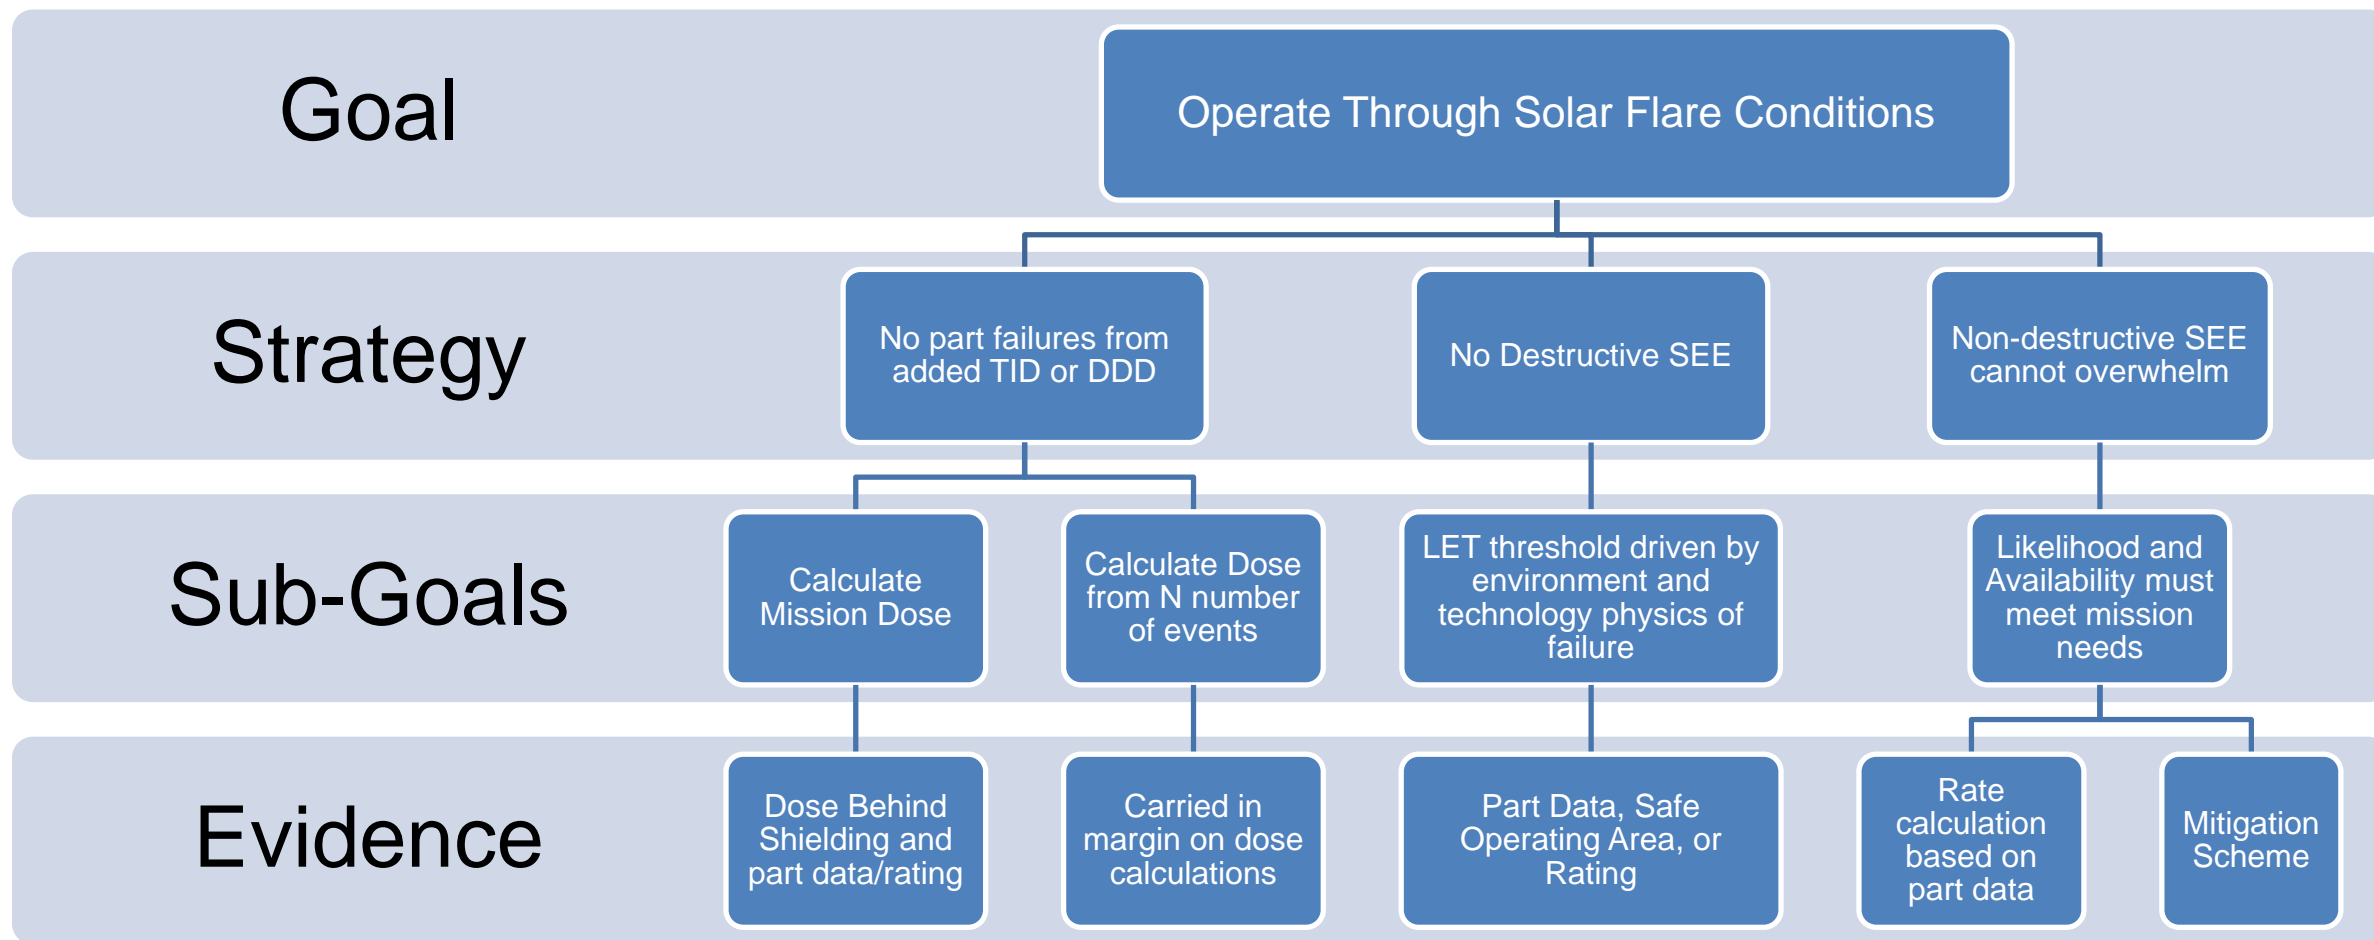 Goal
Operate Through Solar Flare Conditions
Strategy
No part failures from
added TID or DDD
No Destructive SEE
Non-destructive SEE
cannot overwhelm
Sub-Goals
Calculate
Mission Dose
Calculate Dose
from N number
of events
LET threshold driven by
environment and
technology physics of
failure
Likelihood and
Availability must
meet mission
needs
Evidence
Dose Behind
Shielding and
part data/rating
Carried in
margin on dose
calculations
Part Data, Safe
Operating Area, or
Rating
Rate
calculation
based on
part data
Mitigation
Scheme